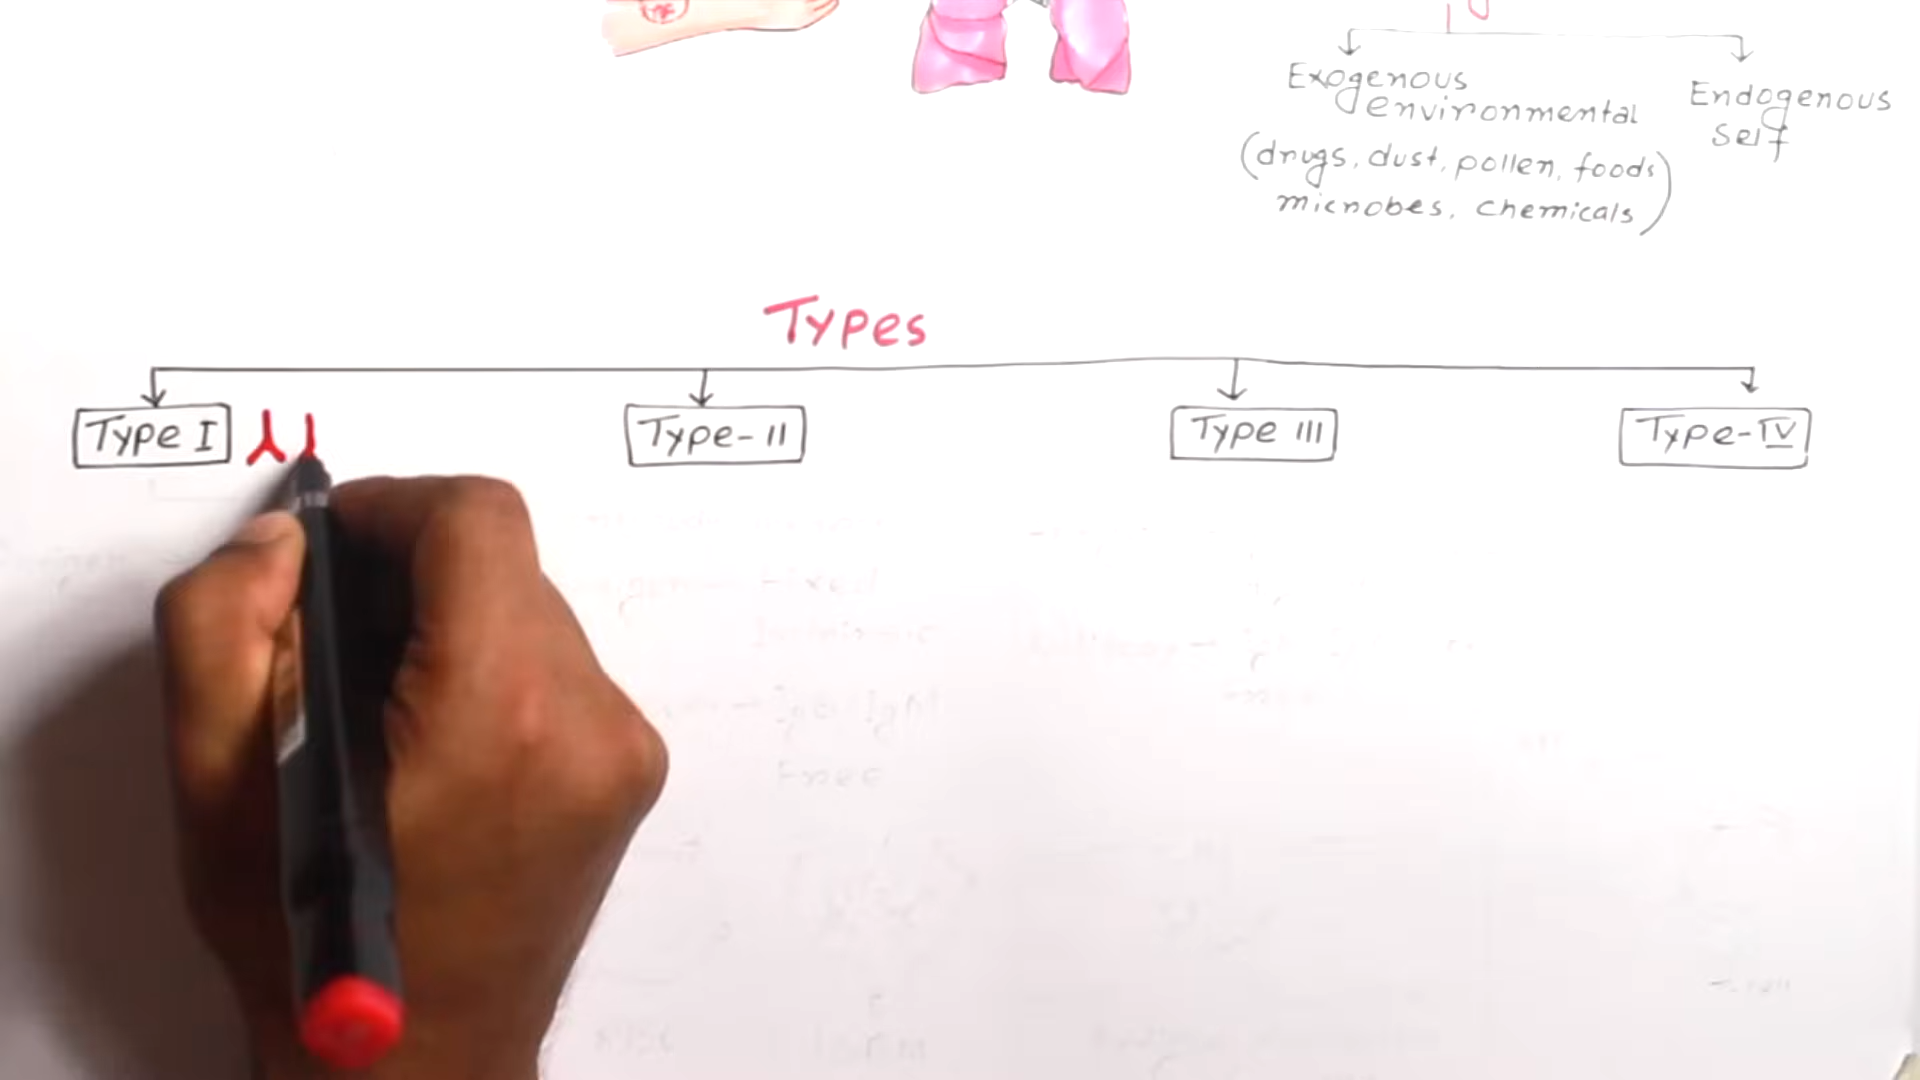 Exogenous
environmental
(drugs, dust, pollen, foods
micnobes, chemicals)
Endogenous
self
Types
Type I
Type-II
Type III
Type-IV